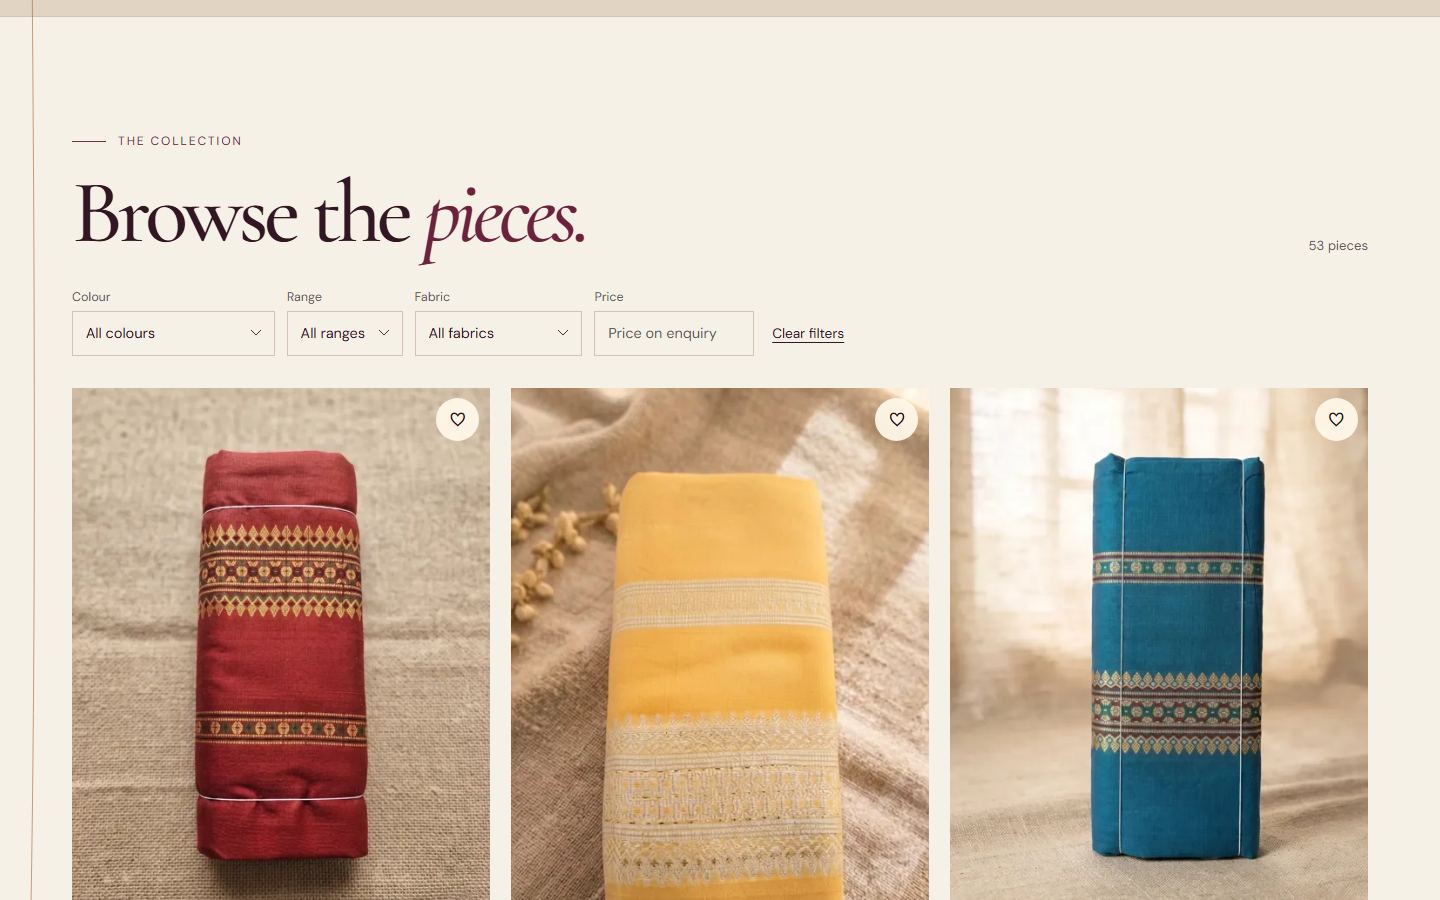 THE COLLECTION
Browse the pieces.
53 pieces
Colour
Range
Fabric
Price
All colours
All ranges
All fabrics
Price on enquiry
Clear filters